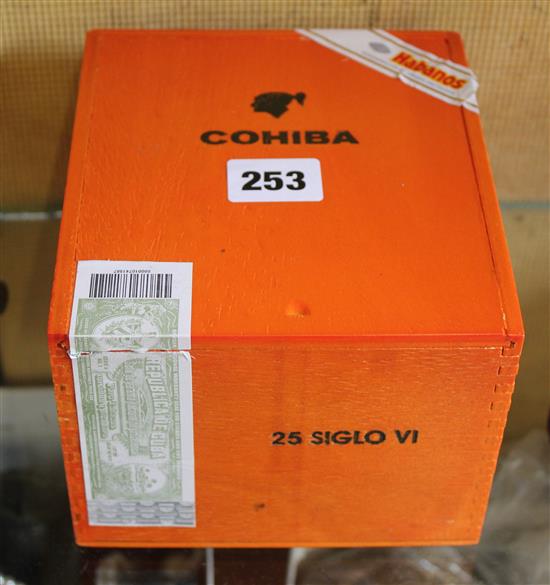 Habanos
COHIBA
253
REPUBLICA DE CUBA
25 SIGLO VI